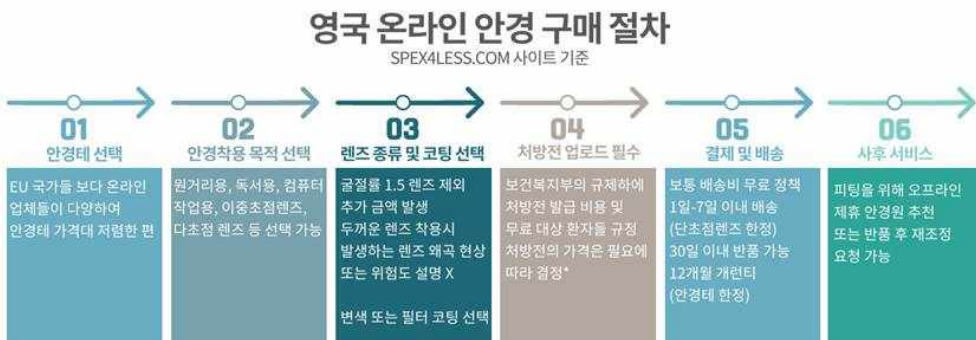 영국 온라인 안경 구매 절차
SPEX4LESS.COM 사이트 기준
01
안경테 선택
EU 국가들 보다 온라인
업체들이 다양하여
안경테 가격대 저렴한 편
02
안경착용 목적 선택
원거리용, 독서용, 컴퓨터
작업용, 이중초점렌즈,
다초점 렌즈 등 선택 가능
03
렌즈 종류 및 코팅 선택
굴절률 1.5 렌즈 제외
추가 금액 발생
두꺼운 렌즈 착용시
발생하는 렌즈 왜곡 현상
또는 위험도 설명 X
변색 또는 필터 코팅 선택
04
처방전 업로드 필수
보건복지부의 규제하에
처방전 발급 비용 및
무료 대상 환자들 규정
처방전의 가격은 필요에
따라 결정*
05
결제 및 배송
보통 배송비 무료 정책
1일-7일 이내 배송
(단초점렌즈 한정)
30일 이내 반품 가능
12개월 개런티
(안경테 한정)
06
사후 서비스
피팅을 위해 오프라인
제휴 안경원 추천
또는 반품 후 재조정
요청 가능